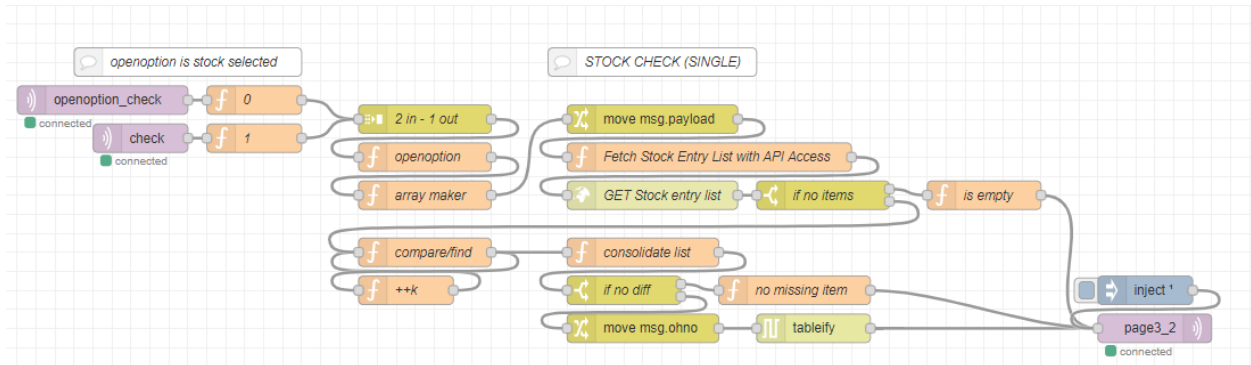 openoption is stock selected
STOCK CHECK (SINGLE)
openoption_check
0
connected
check
1
connected
2 in - 1 out
openoption
array maker
move msg.payload
Fetch Stock Entry List with API Access
GET Stock entry list
if no items
is empty
compare/find
++k
consolidate list
if no diff
no missing item
move msg.ohno
tableify
inject ¹
page3_2
connected